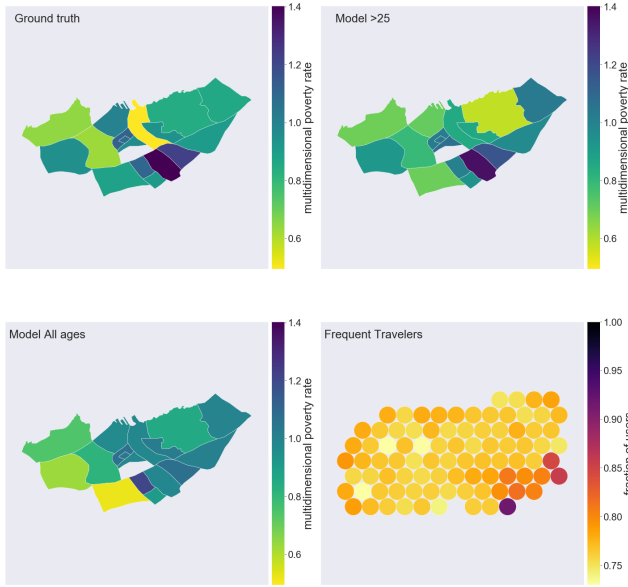 Ground truth
1.4
1.2
1.0
0.8
0.6
multidimensional poverty rate
Model >25
1.4
1.2
1.0
0.8
0.6
multidimensional poverty rate
Model All ages
1.4
1.2
1.0
0.8
0.6
multidimensional poverty rate
Frequent Travelers
1.00
0.95
0.90
0.85
0.80
0.75
fraction of users